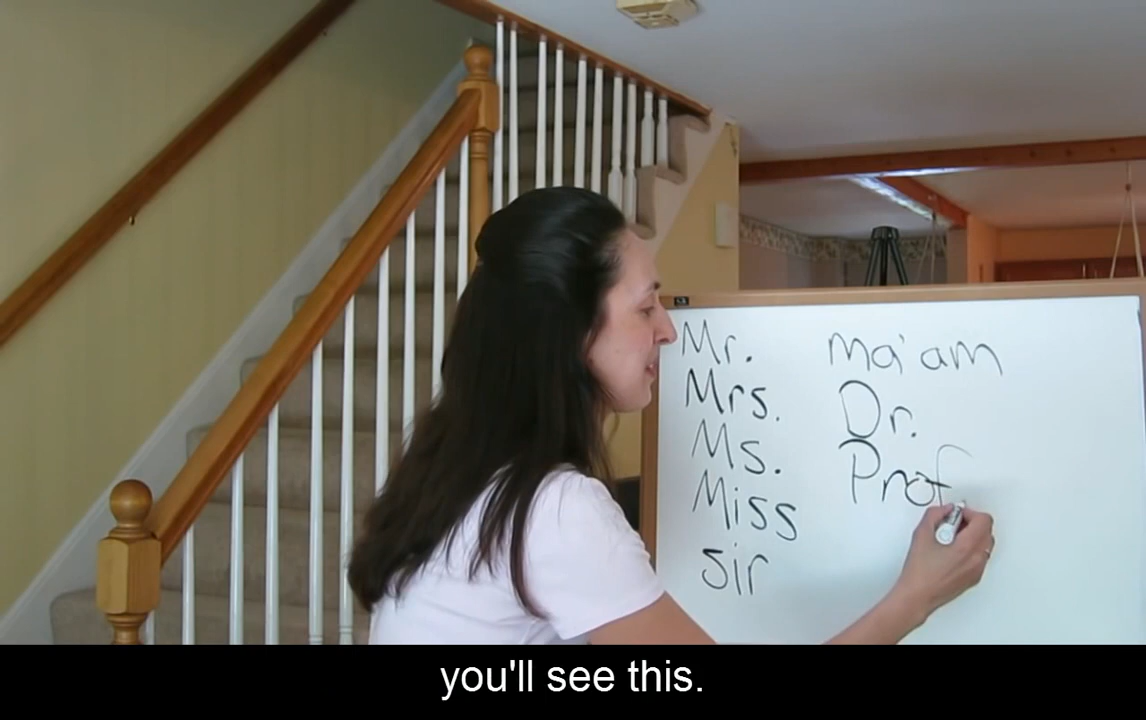 Mr.
Mrs.
Ms.
Miss
sir
ma'am
Dr.
Prof
you'll see this.